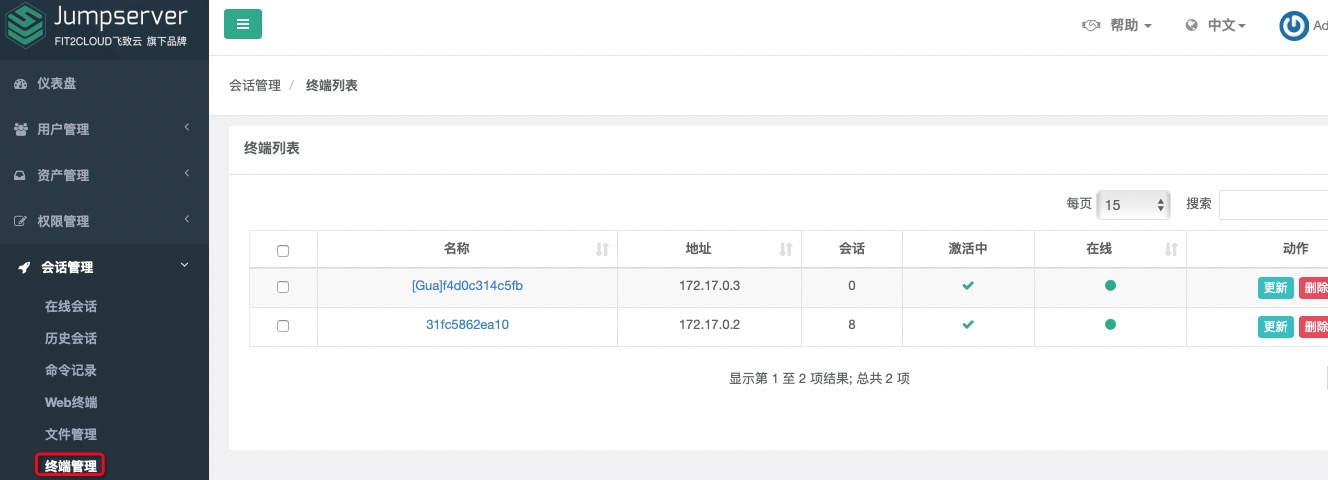 Jumpserver
FIT2CLOUD飞致云 旗下品牌
帮助
中文
Ad
仪表盘
用户管理
资产管理
权限管理
会话管理
在线会话
历史会话
命令记录
Web终端
文件管理
终端管理
会话管理 / 终端列表
终端列表
每页 15 搜索
名称 地址 会话 激活中 在线 动作
[Gua]f4d0c314c5fb 172.17.0.3 0 更新 删除
31fc5862ea10 172.17.0.2 8 更新 删除
显示第 1 至 2 项结果; 总共 2 项